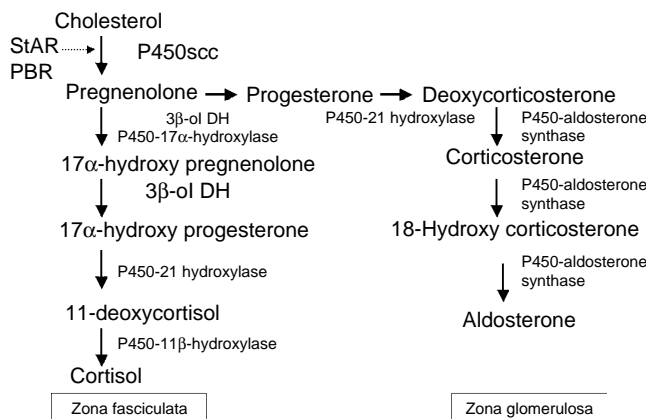 Cholesterol
StAR
PBR
P450scc
Pregnenolone
Progesterone
Deoxycorticosterone
3β-ol DH
P450-17α-hydroxylase
P450-21 hydroxylase
P450-aldosterone
synthase
17α-hydroxy pregnenolone
Corticosterone
3β-ol DH
P450-aldosterone
synthase
17α-hydroxy progesterone
18-Hydroxy corticosterone
P450-21 hydroxylase
P450-aldosterone
synthase
11-deoxycortisol
Aldosterone
P450-11β-hydroxylase
Cortisol
Zona fasciculata
Zona glomerulosa